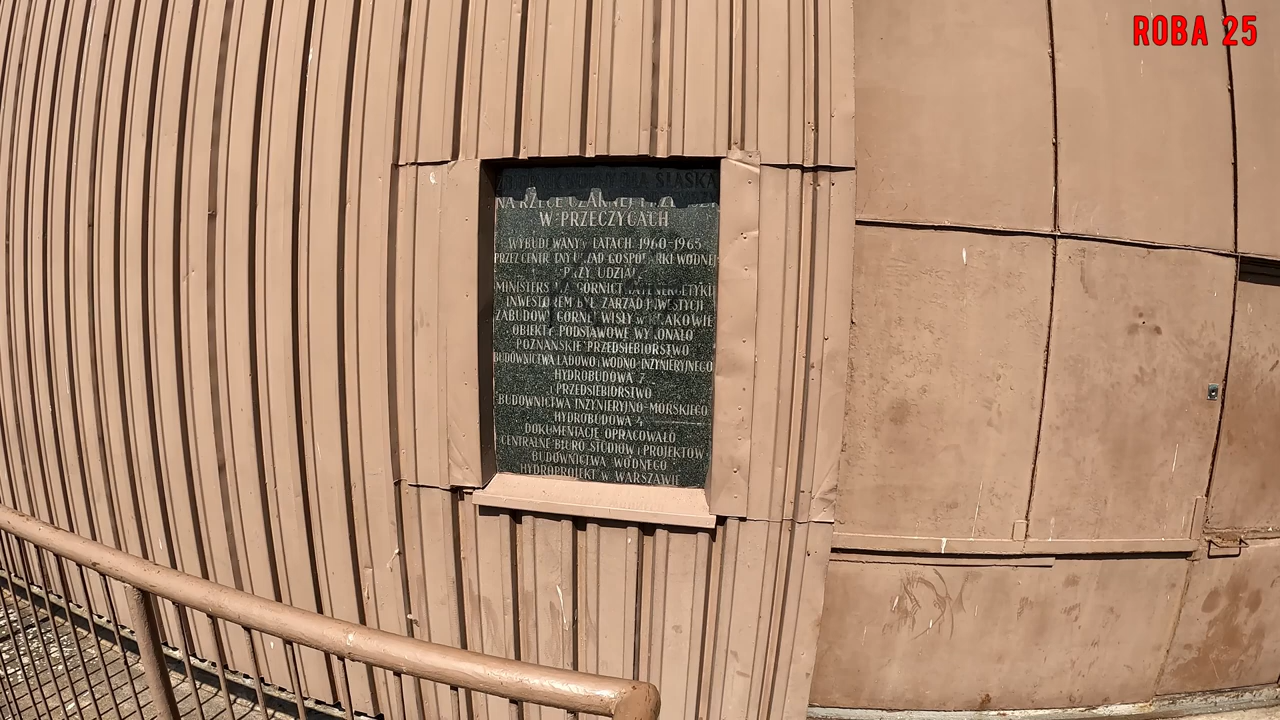 ROBA 25
ŚLĄSKA
NA RZECE CZARNEJ
W PRZECZYCACH
WYBUDOWANY W LATACH 1960-1963
PRZEZ CENTRALNY URZĄD GOSPODARKI WODNEJ
PRZY UDZIALE
MINISTERSTWA GÓRNICTWA I ENERGETYKI
INWESTOREM BYŁ ZARZĄD INWESTYCJI
ZABUDOWY GÓRNEJ WISŁY W KRAKOWIE
OBIEKTY PODSTAWOWE WYKONAŁO
POZNAŃSKIE PRZEDSIĘBIORSTWO
BUDOWNICTWA LĄDOWO I WODNO-INŻYNIERYJNEGO
HYDROBUDOWA 7
PRZEDSIĘBIORSTWO
BUDOWNICTWA INŻYNIERYJNO-MORSKIEGO
HYDROBUDOWA 4
DOKUMENTACJĘ OPRACOWAŁO
CENTRALNE BIURO STUDIÓW I PROJEKTÓW
BUDOWNICTWA WODNEGO
HYDROPROJEKT W WARSZAWIE